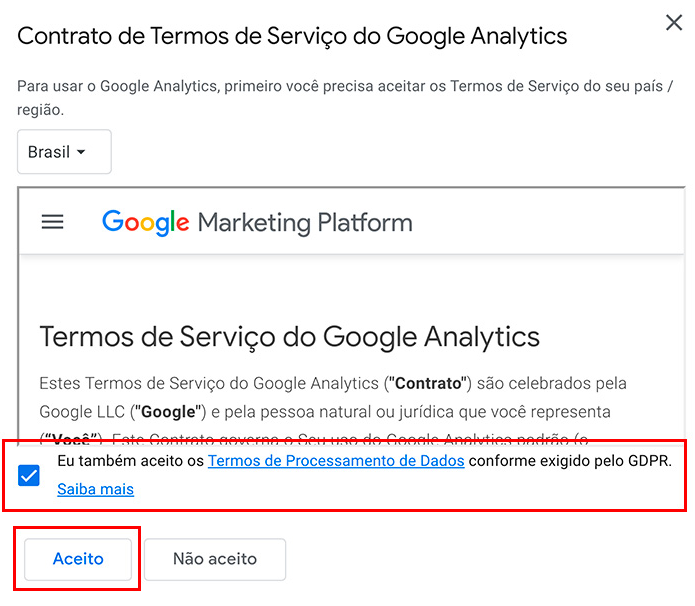 Contrato de Termos de Serviço do Google Analytics
Para usar o Google Analytics, primeiro você precisa aceitar os Termos de Serviço do seu país /
região.
Brasil
Google Marketing Platform
Termos de Serviço do Google Analytics
Estes Termos de Serviço do Google Analytics ("Contrato") são celebrados pela
Google LLC ("Google") e pela pessoa natural ou jurídica que você representa
(“Você”). Este Contrato governa o Seu uso do Google Analytics padrão (o
Eu também aceito os Termos de Processamento de Dados conforme exigido pelo GDPR.
Saiba mais
Aceito
Não aceito